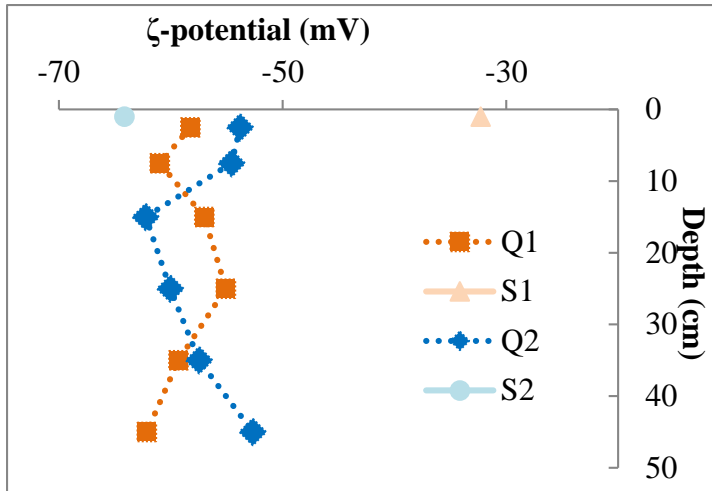 ζ-potential (mV)
-70 -50 -30
0
10
20
30
40
50
Depth (cm)
Q1
S1
Q2
S2